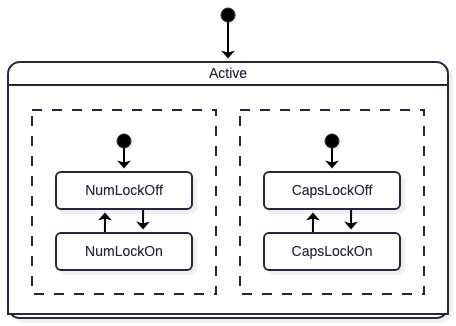 Active
NumLockOff
CapsLockOff
NumLockOn
CapsLockOn